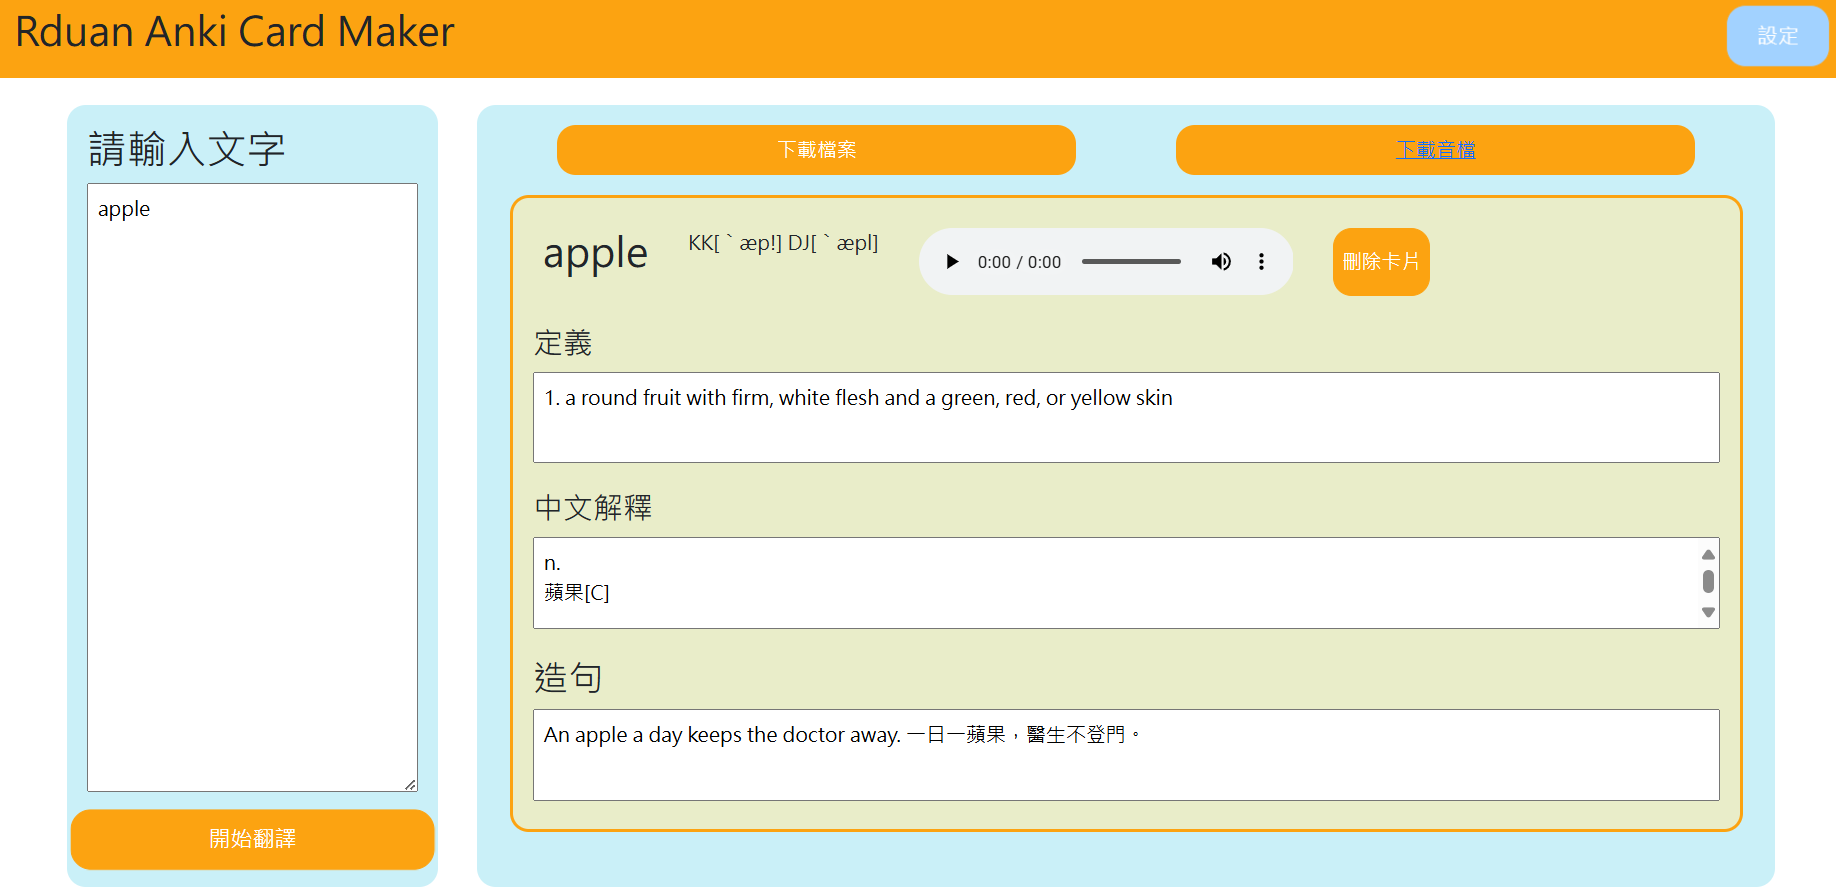 Rduan Anki Card Maker
設定
請輸入文字
apple
開始翻譯
下載檔案
下載音檔
apple
KK[ˋæp!] DJ[ˋæpl]
0:00 / 0:00
刪除卡片
定義
1. a round fruit with firm, white flesh and a green, red, or yellow skin
中文解釋
n.
蘋果[C]
造句
An apple a day keeps the doctor away. 一日一蘋果，醫生不登門。